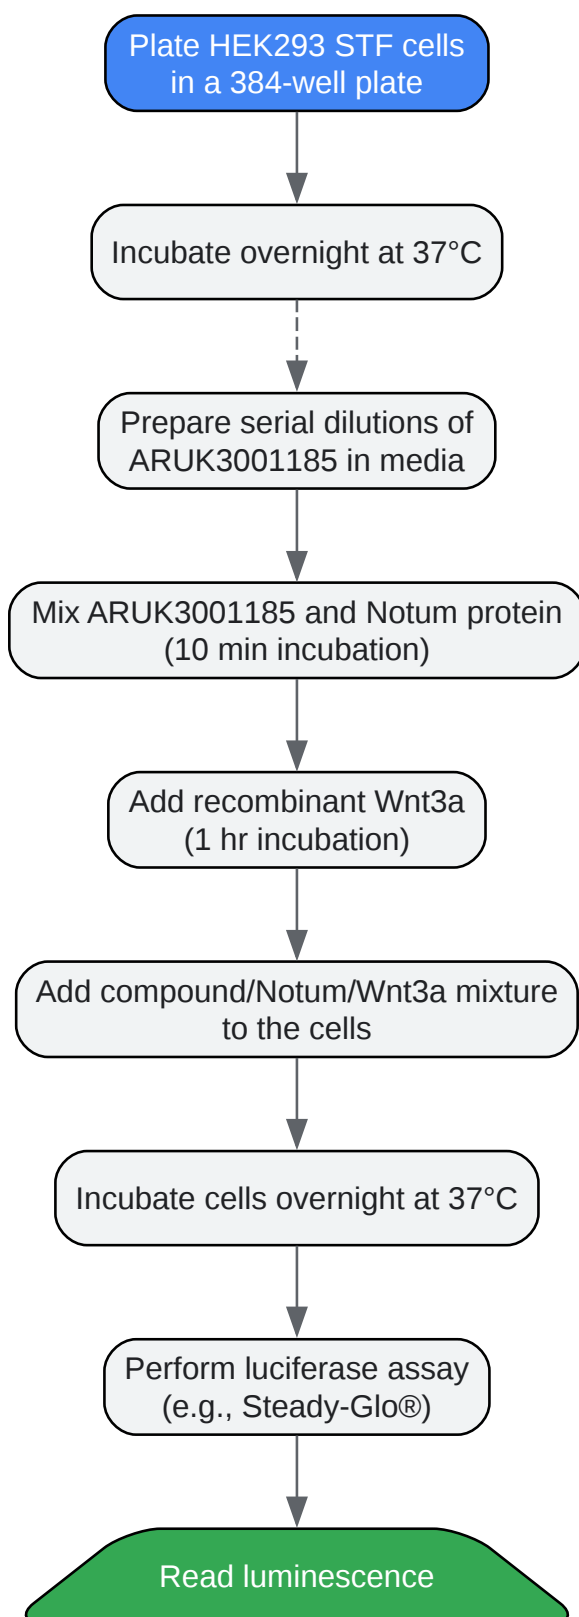 Plate HEK293 STF cells
in a 384-well plate
Incubate overnight at 37°C
Prepare serial dilutions of
ARUK3001185 in media
Mix ARUK3001185 and Notum protein
(10 min incubation)
Add recombinant Wnt3a
(1 hr incubation)
Add compound/Notum/Wnt3a mixture
to the cells
Incubate cells overnight at 37°C
Perform luciferase assay
(e.g., Steady-Glo®)
Read luminescence